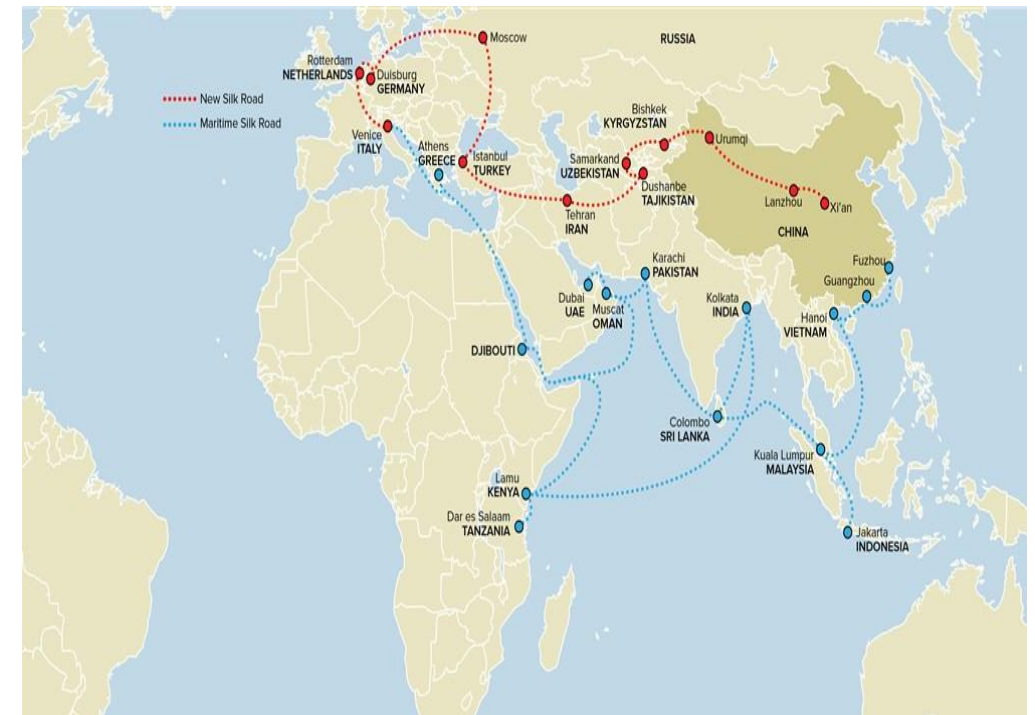 Moscow
RUSSIA
Rotterdam
NETHERLANDS
Duisburg
GERMANY
New Silk Road
Maritime Silk Road
Venice
ITALY
Athens
GREECE
Istanbul
TURKEY
Bishkek
KYRGYZSTAN
Urumqi
Samarkand
UZBEKISTAN
Dushanbe
TAJIKISTAN
Lanzhou
Xi'an
Tehran
IRAN
CHINA
Karachi
PAKISTAN
Fuzhou
Guangzhou
Dubai
UAE
Muscat
OMAN
Kolkata
INDIA
Hanoi
VIETNAM
DJIBOUTI
Colombo
SRI LANKA
Kuala Lumpur
MALAYSIA
Lamu
KENYA
Dar es Salaam
TANZANIA
Jakarta
INDONESIA